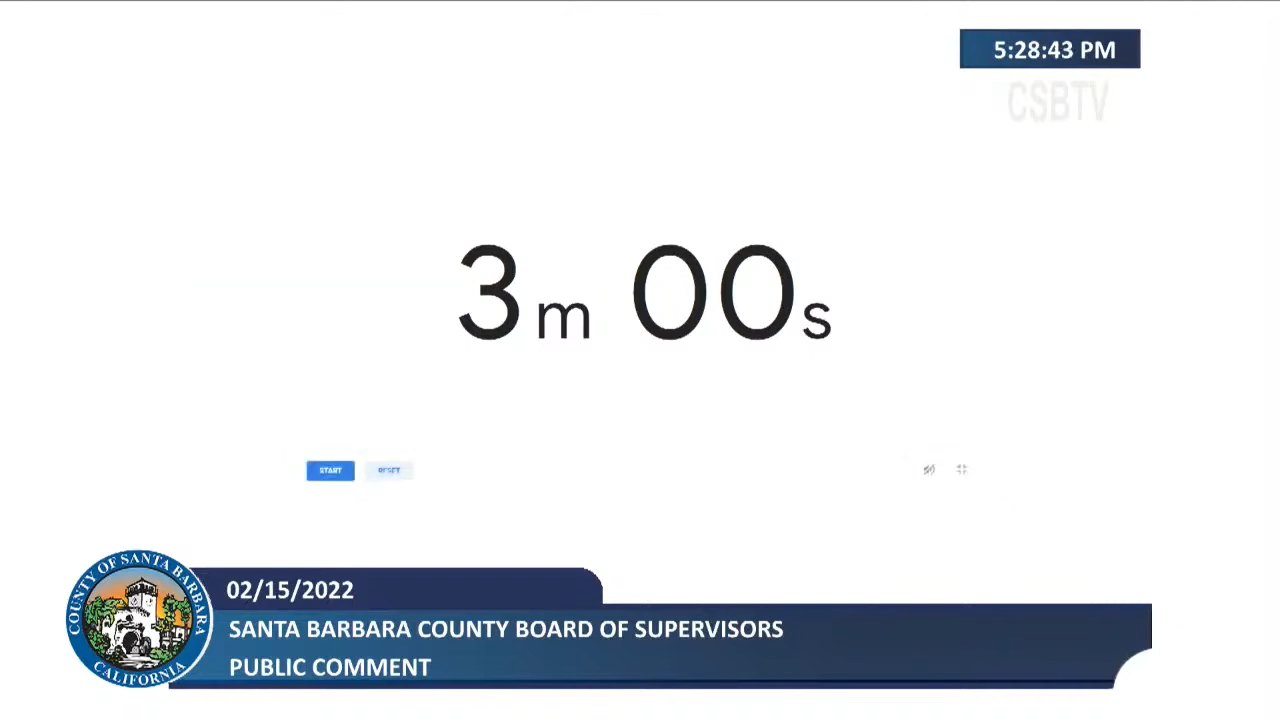 5:28:43 PM
CSBTV
3m 00s
START
RESET
02/15/2022
SANTA BARBARA COUNTY BOARD OF SUPERVISORS
PUBLIC COMMENT
COUNTY OF SANTA BARBARA
CALIFORNIA